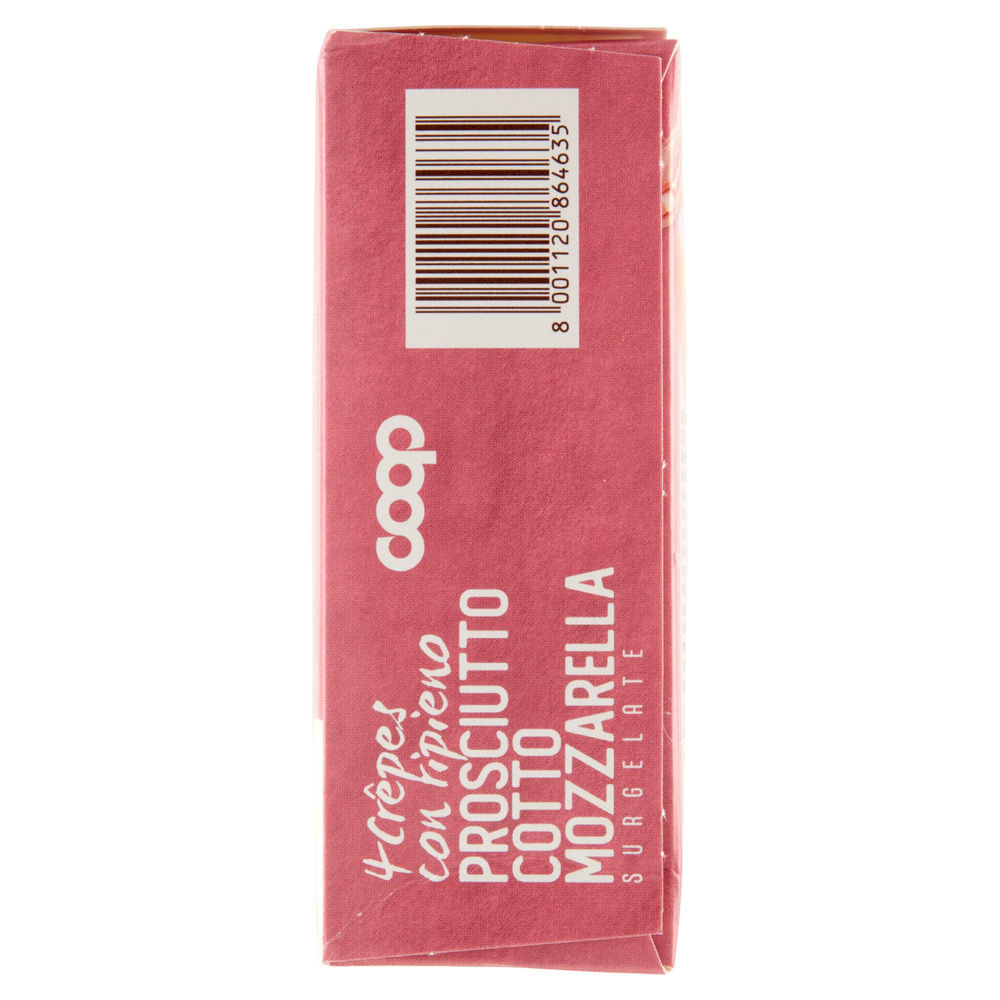 4 Crêpes
con ripieno
PROSCIUTTO
COTTO
MOZZARELLA
SURGELATE
coop
8 001120 864635